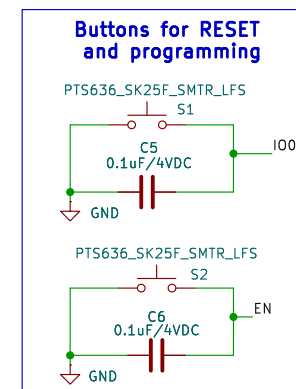 Buttons for RESET
and programming
PTS636_SK25F_SMTR_LFS
S1
IO0
C5
0.1uF/4VDC
GND
PTS636_SK25F_SMTR_LFS
S2
EN
C6
0.1uF/4VDC
GND